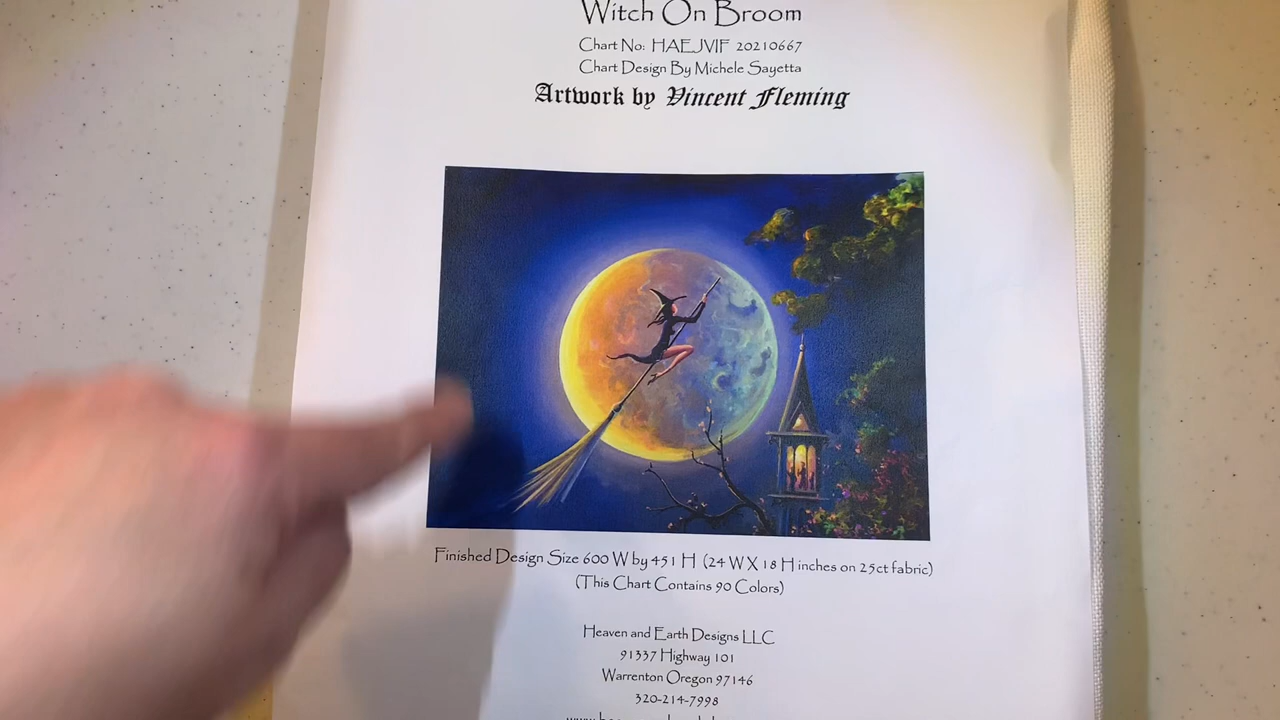 Witch On Broom
Chart No: HAEJVIF 20210667
Chart Design By Michele Sayetta
Artwork by Vincent Fleming
Finished Design Size 600 W by 451 H (24 W X 18 H inches on 25ct fabric)
(This Chart Contains 90 Colors)
Heaven and Earth Designs LLC
91337 Highway 101
Warrenton Oregon 97146
320-214-7998